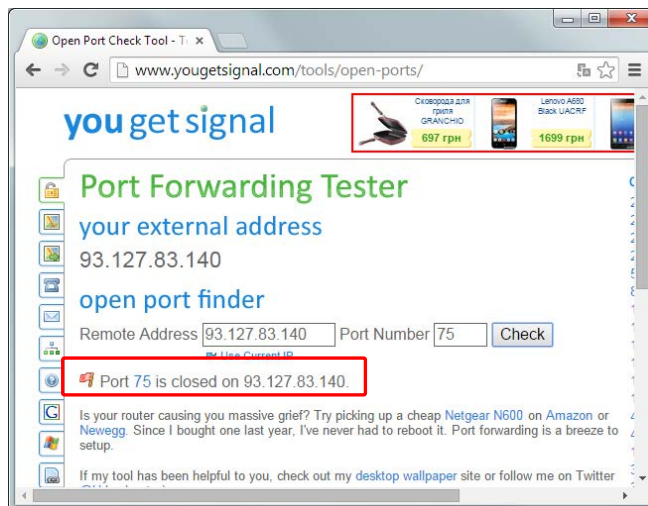 Open Port Check Tool - T
www.yougetsignal.com/tools/open-ports/
you get signal
Сковорода для
гриля
GRANCHIO
697 грн
Lenovo A680
Black UACRF
1699 грн
Port Forwarding Tester
your external address
93.127.83.140
open port finder
Remote Address 93.127.83.140 Port Number 75 Check
Use Current IP
Port 75 is closed on 93.127.83.140.
Is your router causing you massive grief? Try picking up a cheap Netgear N600 on Amazon or
Newegg. Since I bought one last year, I've never had to reboot it. Port forwarding is a breeze to
setup.
If my tool has been helpful to you, check out my desktop wallpaper site or follow me on Twitter